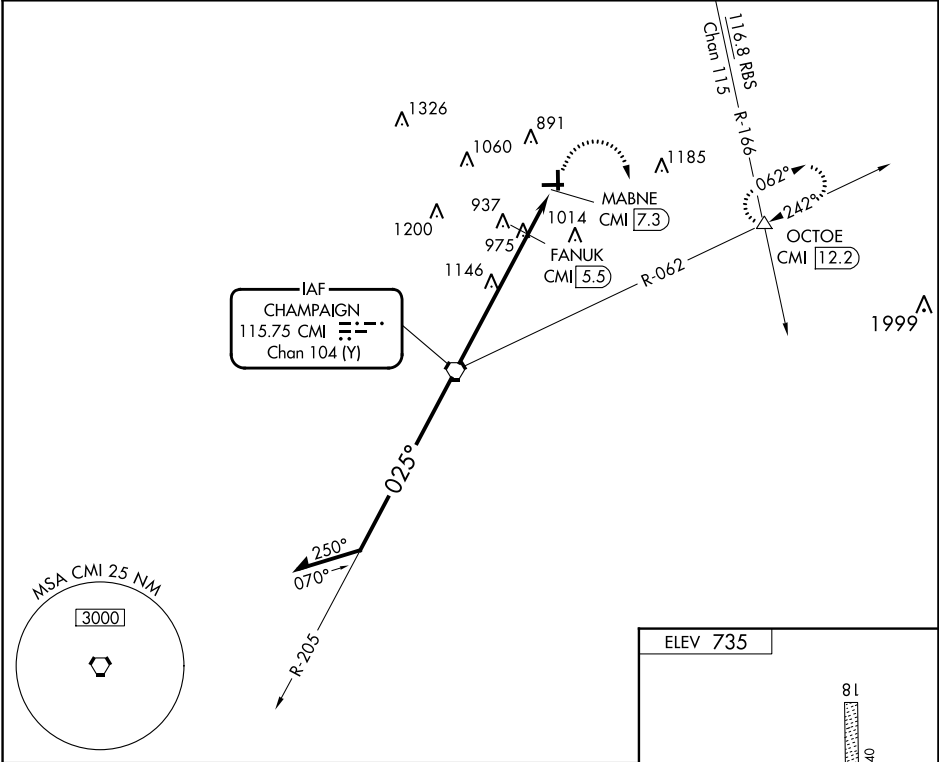 116.8 RBS
Chan 115
R-166
1326
891
1060
1185
062°
242°
MABNE
CMI 7.3
937
1014
1200
975
FANUK
CMI 5.5
OCTOE
CMI 12.2
1146
R-062
1999
IAF
CHAMPAIGN
115.75 CMI
Chan 104 (Y)
025°
250°
070°
R-205
MSA CMI 25 NM
3000
ELEV 735
18
40